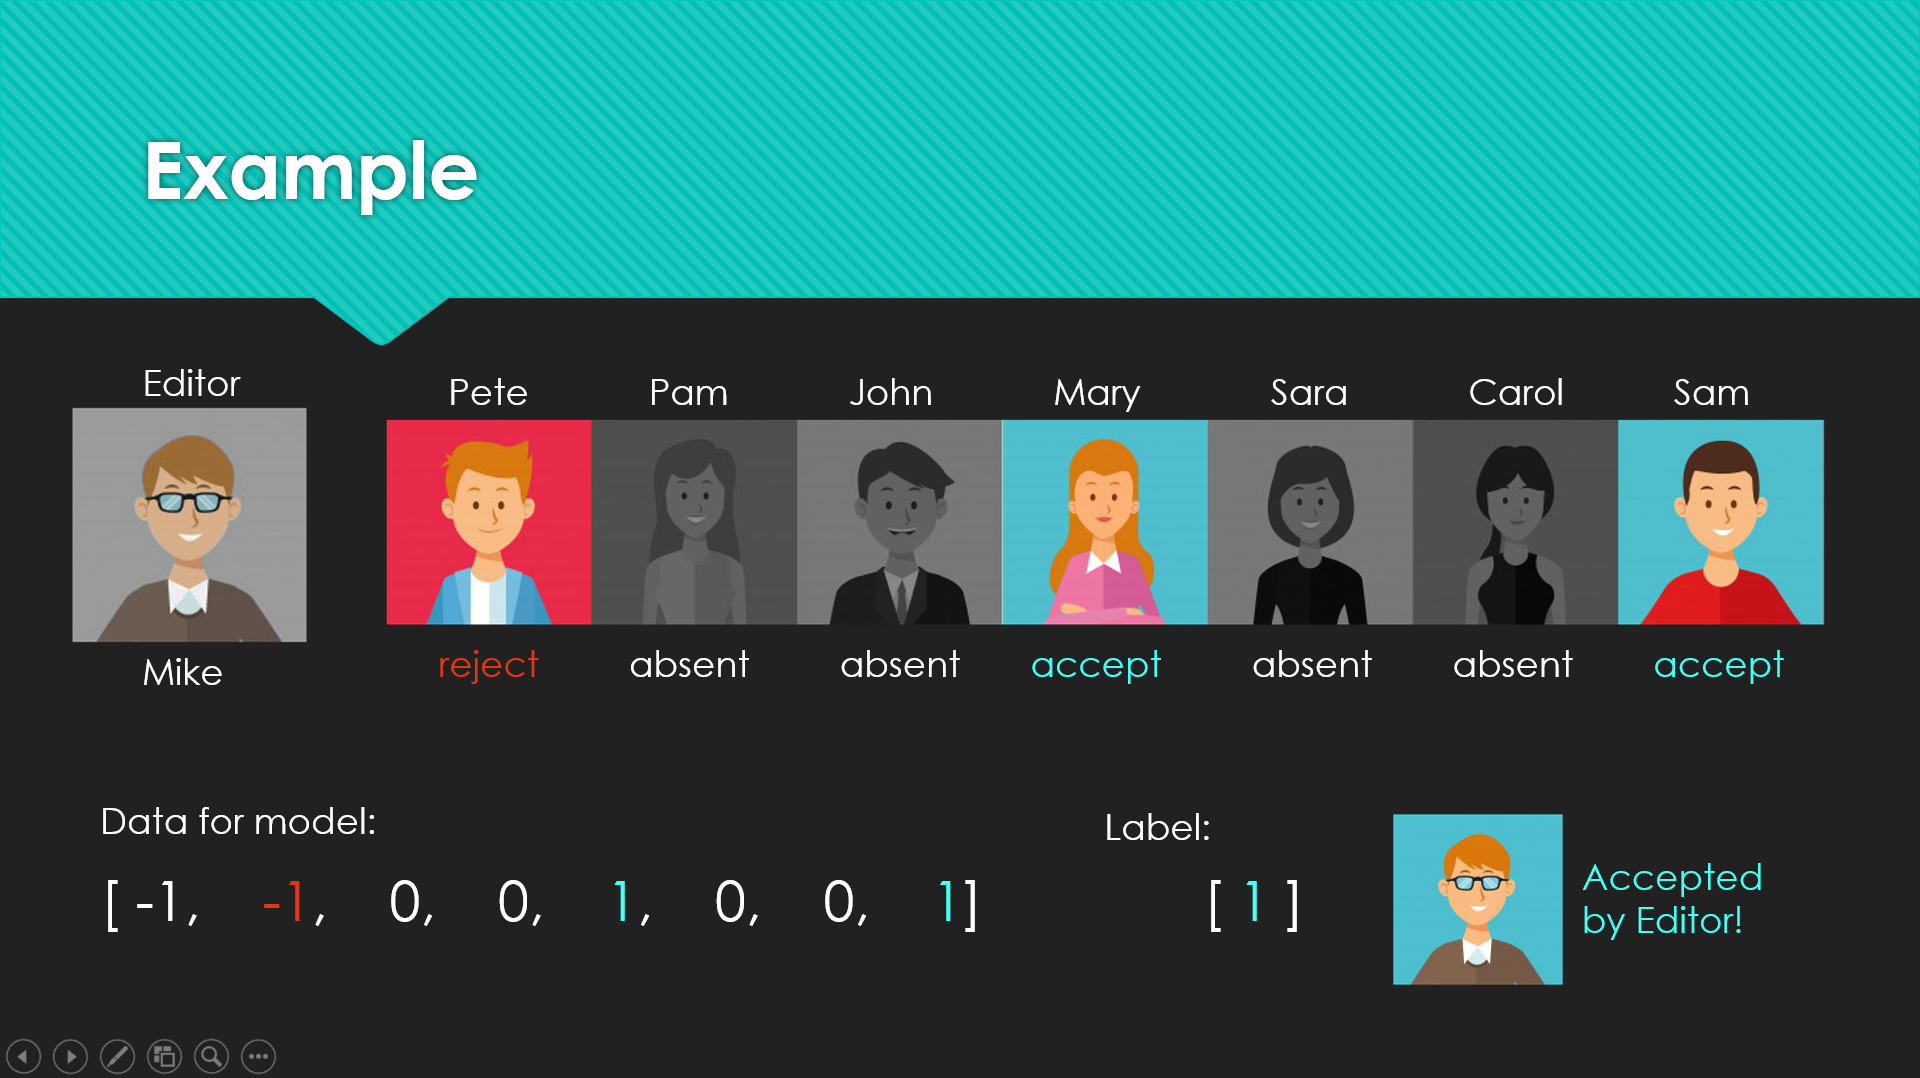 Example
Editor
Pete Pam John Mary Sara Carol Sam
Mike
reject absent absent accept absent absent accept
Data for model:
[ -1, -1, 0, 0, 1, 0, 0, 1]
Label:
[ 1 ]
Accepted
by Editor!